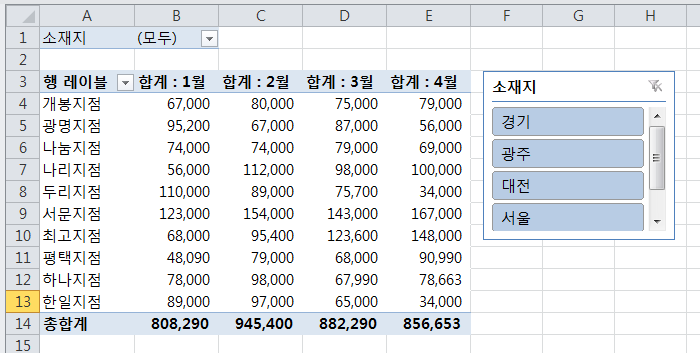 A B C D E F G H
1 소재지 (모두)
2
3 행 레이블 합계 : 1월 합계 : 2월 합계 : 3월 합계 : 4월 소재지
4 개봉지점 67,000 80,000 75,000 79,000
5 광명지점 95,200 67,000 87,000 56,000 경기
6 나눔지점 74,000 74,000 79,000 69,000 광주
7 나리지점 56,000 112,000 98,000 100,000
8 두리지점 110,000 89,000 75,700 34,000 대전
9 서문지점 123,000 154,000 143,000 167,000 서울
10 최고지점 68,000 95,400 123,600 148,000
11 평택지점 48,090 79,000 68,000 90,990
12 하나지점 78,000 98,000 67,990 78,663
13 한일지점 89,000 97,000 65,000 34,000
14 총합계 808,290 945,400 882,290 856,653
15